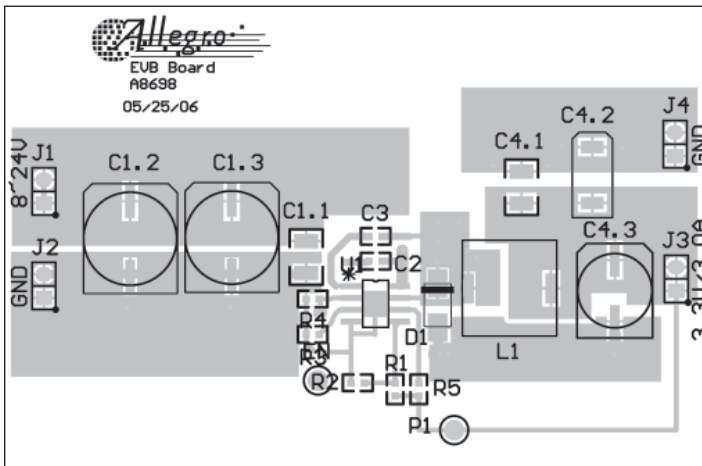 Allegro
EVB Board
A8698
05/25/06
J1
8~24V
C1.2
C1.3
C1.1
J2
GND
C3
U1
C2
R4
R3
R2
R1
R5
D1
L1
P1
C4.1
C4.2
C4.3
J4
GND
J3